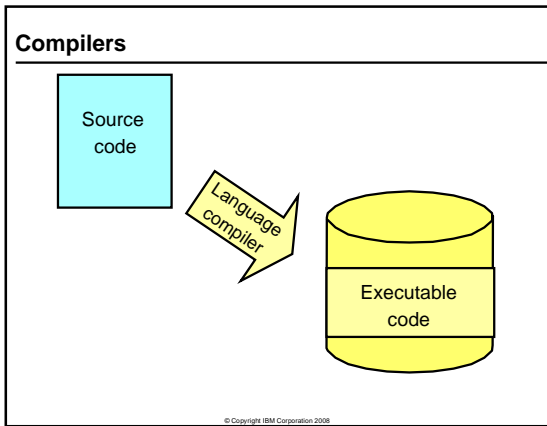 Compilers
Source
code
Language
compiler
Executable
code
© Copyright IBM Corporation 2008